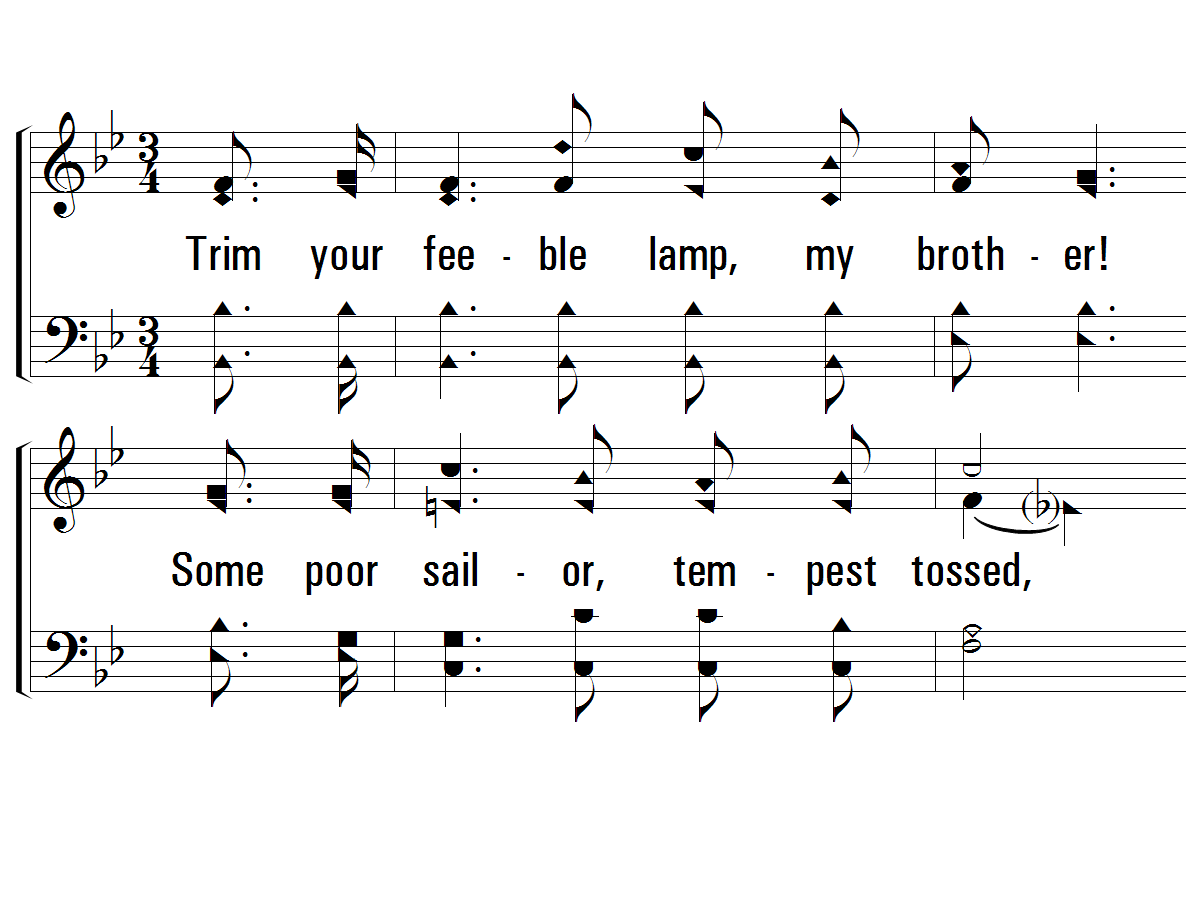 Trim your fee - ble lamp, my broth - er!
Some poor sail - or, tem - pest tossed,